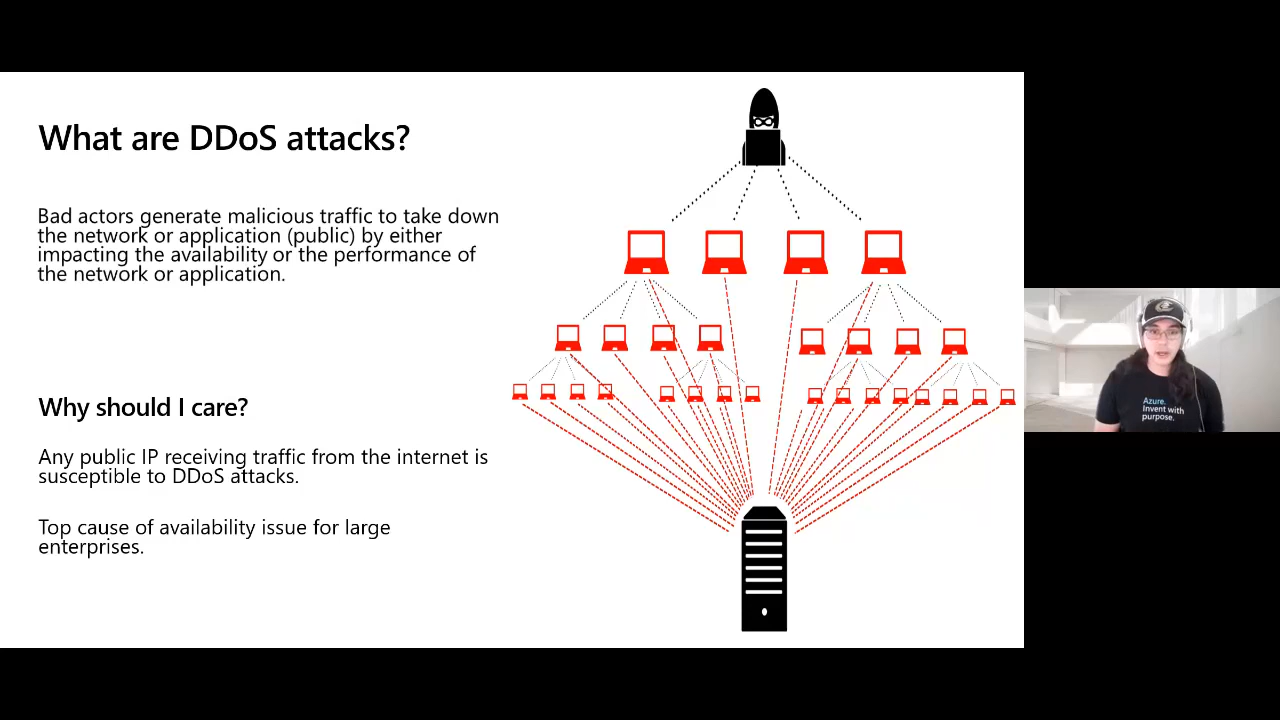 What are DDoS attacks?
Bad actors generate malicious traffic to take down
the network or application (public) by either
impacting the availability or the performance of
the network or application.
Why should I care?
Any public IP receiving traffic from the internet is
susceptible to DDoS attacks.
Top cause of availability issue for large
enterprises.
Azure.
Invent with
purpose.